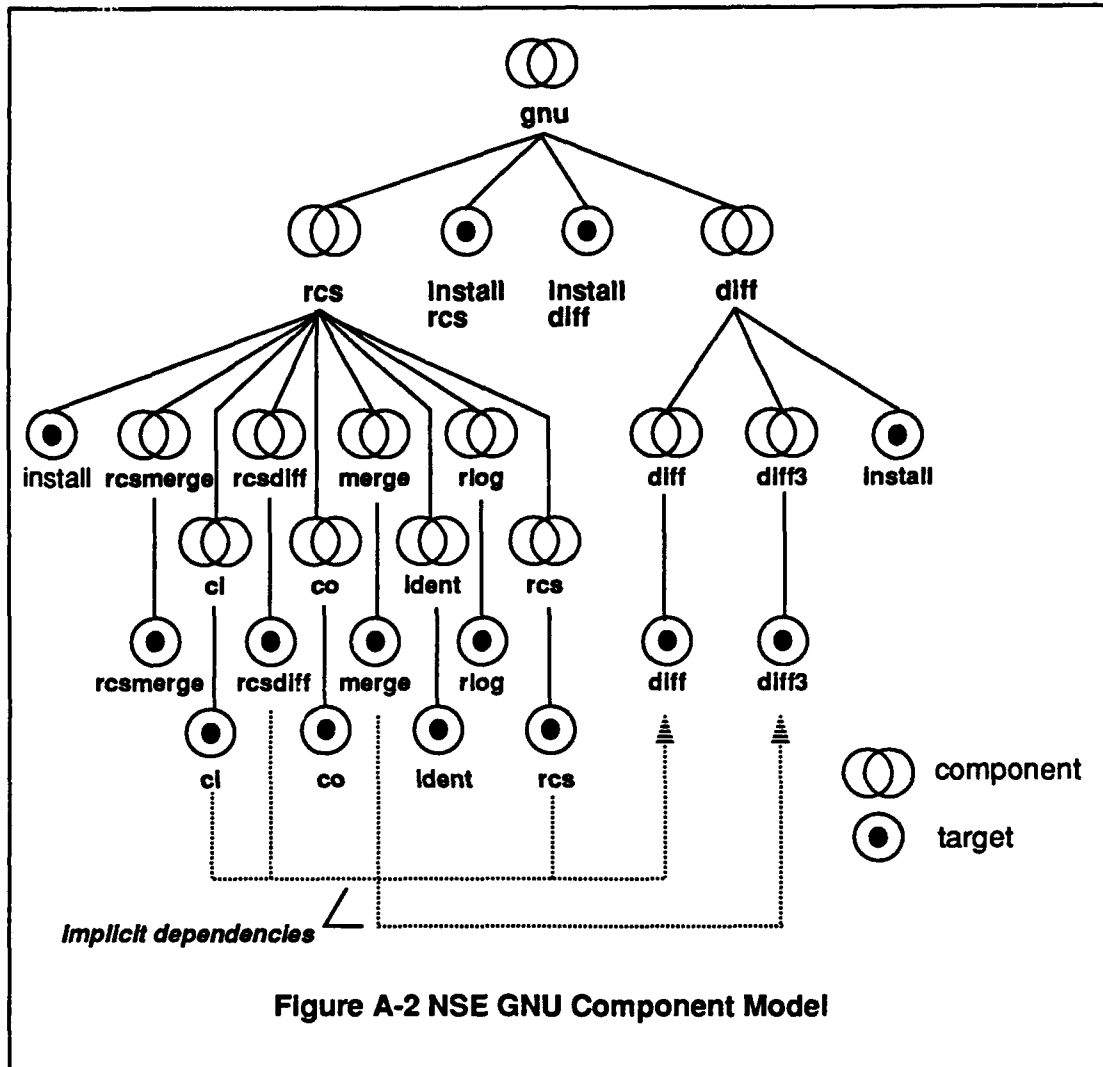 gnu
rcs
install
rcs
install
diff
diff
install
rcsmerge
rcsdiff
merge
rlog
diff
diff3
install
ci
co
ident
rcs
rcsmerge
rcsdiff
merge
rlog
diff
diff3
ci
co
ident
rcs
component
target
implicit dependencies
Figure A-2 NSE GNU Component Model